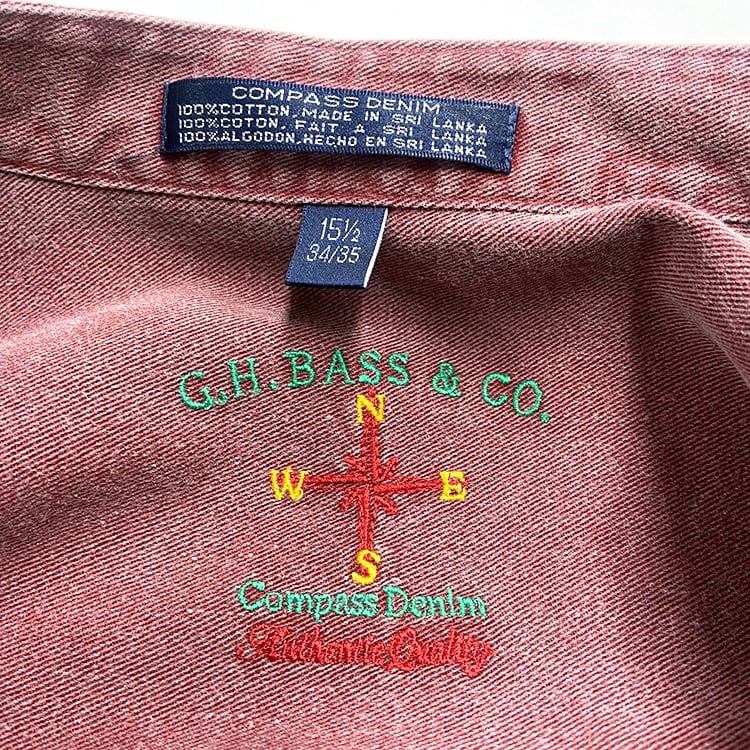 COMPASS DENIM
100%COTTON, MADE IN SRI LANKA
100%COTON, FAIT A SRI LANKA
100%ALGODON, HECHO EN SRI LANKA
15½
34/35
G.H. BASS & CO.
N
W E
S
Compass Denim
Authentic Quality